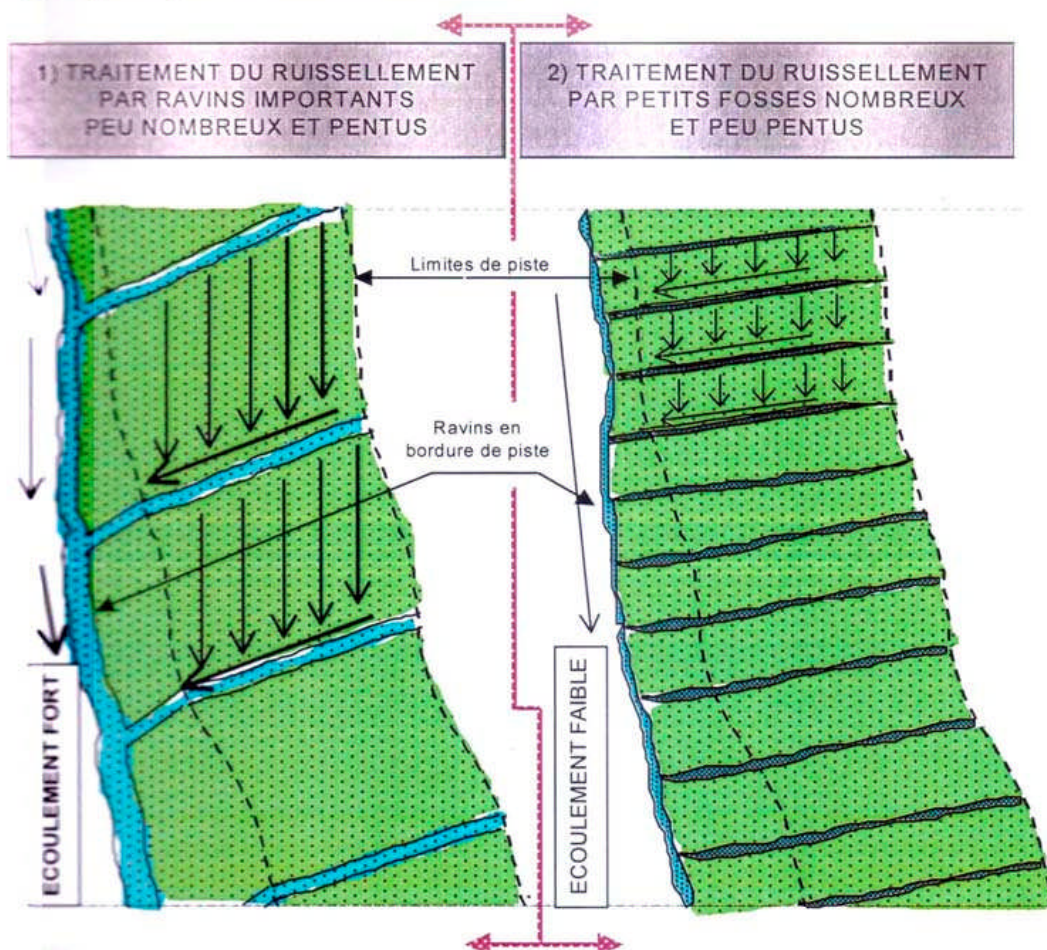 1) TRAITEMENT DU RUISSELLEMENT
PAR RAVINS IMPORTANTS
PEU NOMBREUX ET PENTUS
2) TRAITEMENT DU RUISSELLEMENT
PAR PETITS FOSSES NOMBREUX
ET PEU PENTUS
Limites de piste
Ravins en
bordure de piste
ECOULEMENT FORT
ECOULEMENT FAIBLE